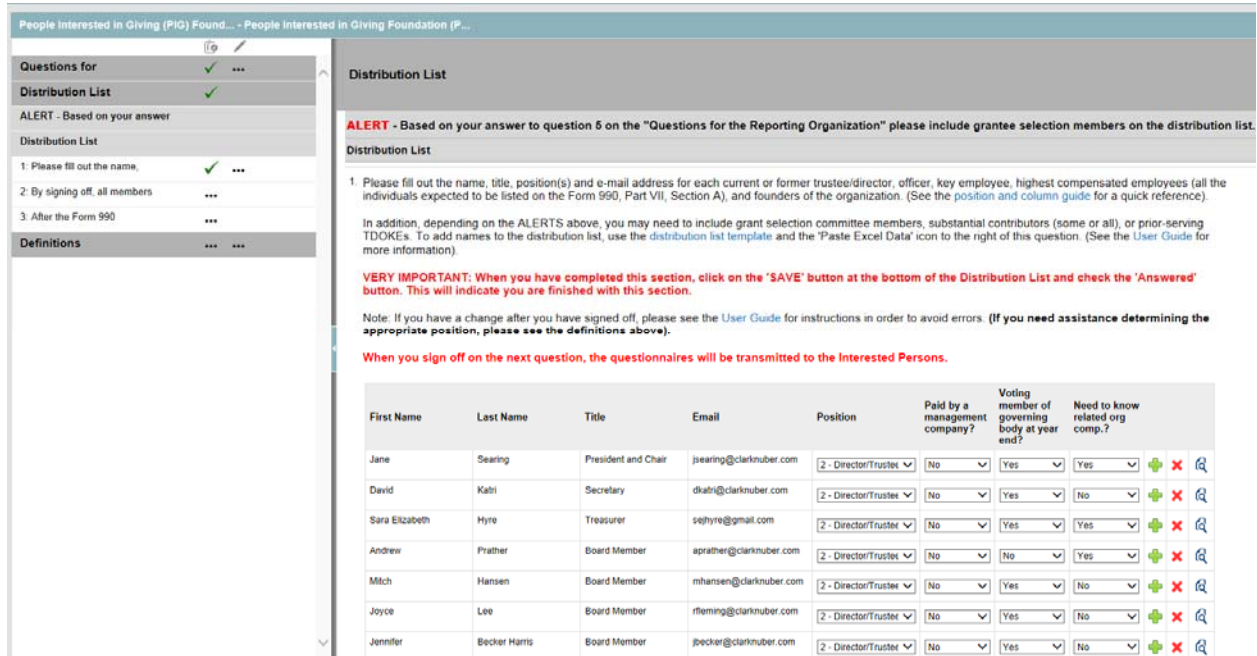 People Interested in Giving (PIG) Found... - People Interested in Giving Foundation (P...
Questions for ...
Distribution List
ALERT - Based on your answer
Distribution List
1: Please fill out the name, ...
2: By signing off, all members ...
3: After the Form 990 ...
Definitions ... ...
Distribution List
ALERT - Based on your answer to question 5 on the "Questions for the Reporting Organization" please include grantee selection members on the distribution list.
Distribution List
1. Please fill out the name, title, position(s) and e-mail address for each current or former trustee/director, officer, key employee, highest compensated employees (all the
individuals expected to be listed on the Form 990, Part VII, Section A), and founders of the organization. (See the position and column guide for a quick reference).
In addition, depending on the ALERTS above, you may need to include grant selection committee members, substantial contributors (some or all), or prior-serving
TDOKEs. To add names to the distribution list, use the distribution list template and the 'Paste Excel Data' icon to the right of this question. (See the User Guide for
more information).
VERY IMPORTANT: When you have completed this section, click on the 'SAVE' button at the bottom of the Distribution List and check the 'Answered'
button. This will indicate you are finished with this section.
Note: If you have a change after you have signed off, please see the User Guide for instructions in order to avoid errors. (If you need assistance determining the
appropriate position, please see the definitions above).
When you sign off on the next question, the questionnaires will be transmitted to the Interested Persons.
First Name Last Name Title Email Position Paid by a management company? Voting member of governing body at year end? Need to know related org comp.?
Jane Searing President and Chair jsearing@clarknuber.com 2 - Director/Trustee No Yes Yes
David Katri Secretary dkatri@clarknuber.com 2 - Director/Trustee No Yes No
Sara Elizabeth Hyre Treasurer sejhyre@gmail.com 2 - Director/Trustee No Yes Yes
Andrew Prather Board Member aprather@clarknuber.com 2 - Director/Trustee No No Yes
Mitch Hansen Board Member mhansen@clarknuber.com 2 - Director/Trustee No Yes No
Joyce Lee Board Member rfleming@clarknuber.com 2 - Director/Trustee No Yes No
Jennifer Becker Harris Board Member jbecker@clarknuber.com 2 - Director/Trustee No Yes No